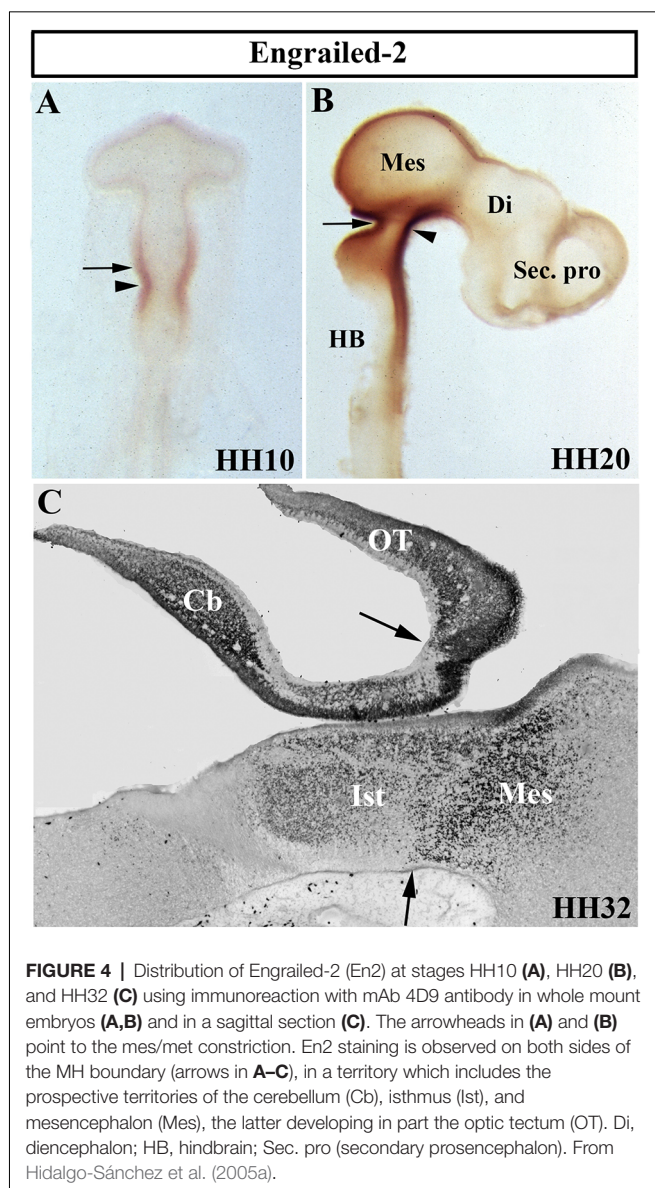 Engrailed-2
A
B
Mes
Di
Sec. pro
HB
HH10
HH20
C
OT
Cb
Ist
Mes
HH32
FIGURE 4 | Distribution of Engrailed-2 (En2) at stages HH10 (A), HH20 (B),
and HH32 (C) using immunoreaction with mAb 4D9 antibody in whole mount
embryos (A,B) and in a sagittal section (C). The arrowheads in (A) and (B)
point to the mes/met constriction. En2 staining is observed on both sides of
the MH boundary (arrows in A–C), in a territory which includes the
prospective territories of the cerebellum (Cb), isthmus (Ist), and
mesencephalon (Mes), the latter developing in part the optic tectum (OT). Di,
diencephalon; HB, hindbrain; Sec. pro (secondary prosencephalon). From
Hidalgo-Sánchez et al. (2005a).